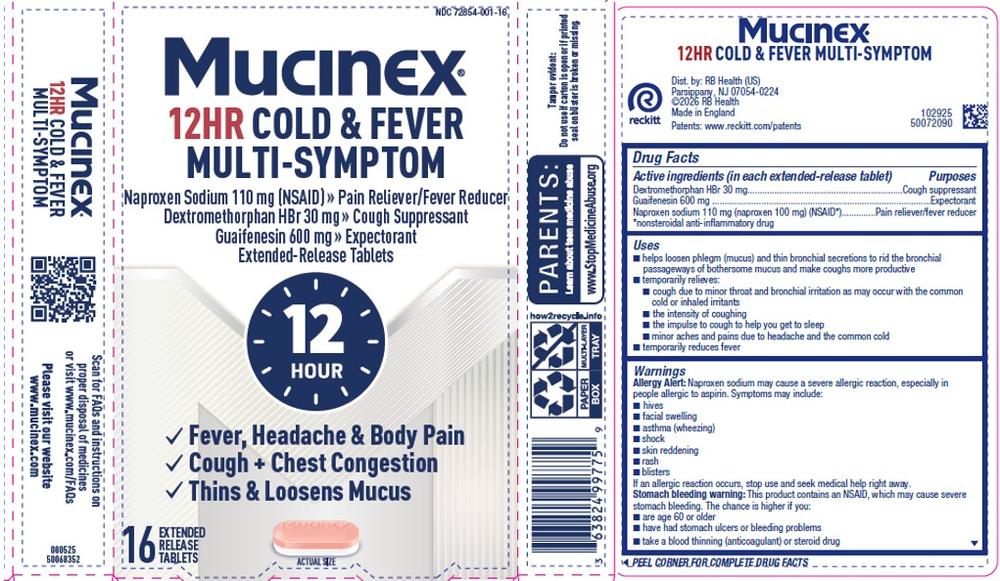 Mucinex
12HR COLD & FEVER
MULTI-SYMPTOM
Scan for FAQs and instructions on
proper disposal of medicines
or visit www.mucinex.com/FAQs
Please visit our website
www.mucinex.com
080525
50068352
NDC 72854-001-16
Mucinex®
12HR COLD & FEVER
MULTI-SYMPTOM
Naproxen Sodium 110 mg (NSAID) » Pain Reliever/Fever Reducer
Dextromethorphan HBr 30 mg » Cough Suppressant
Guaifenesin 600 mg » Expectorant
Extended-Release Tablets
12
HOUR
✓ Fever, Headache & Body Pain
✓ Cough + Chest Congestion
✓ Thins & Loosens Mucus
16 EXTENDED
RELEASE
TABLETS
ACTUAL SIZE
Tamper evident:
Do not use if carton is open or if printed
seal on blister is broken or missing
PARENTS:
Learn about teen medicine abuse
www.StopMedicineAbuse.org
how2recycle.info
MULTI-LAYER
TRAY
PAPER
BOX
3 63824 99775 9
Mucinex
12HR COLD & FEVER MULTI-SYMPTOM
reckitt
Dist. by: RB Health (US)
Parsippany, NJ 07054-0224
©2026 RB Health
Made in England
Patents: www.reckitt.com/patents
102925
50072090
Drug Facts
Active ingredients (in each extended-release tablet) Purposes
Dextromethorphan HBr 30 mg..........Cough suppressant
Guaifenesin 600 mg ..........Expectorant
Naproxen sodium 110 mg (naproxen 100 mg) (NSAID*)..........Pain reliever/fever reducer
*nonsteroidal anti-inflammatory drug
Uses
■ helps loosen phlegm (mucus) and thin bronchial secretions to rid the bronchial
passageways of bothersome mucus and make coughs more productive
■ temporarily relieves:
■ cough due to minor throat and bronchial irritation as may occur with the common
cold or inhaled irritants
■ the intensity of coughing
■ the impulse to cough to help you get to sleep
■ minor aches and pains due to headache and the common cold
■ temporarily reduces fever
Warnings
Allergy Alert: Naproxen sodium may cause a severe allergic reaction, especially in
people allergic to aspirin. Symptoms may include:
■ hives
■ facial swelling
■ asthma (wheezing)
■ shock
■ skin reddening
■ rash
■ blisters
If an allergic reaction occurs, stop use and seek medical help right away.
Stomach bleeding warning: This product contains an NSAID, which may cause severe
stomach bleeding. The chance is higher if you:
■ are age 60 or older
■ have had stomach ulcers or bleeding problems
■ take a blood thinning (anticoagulant) or steroid drug
PEEL CORNER FOR COMPLETE DRUG FACTS